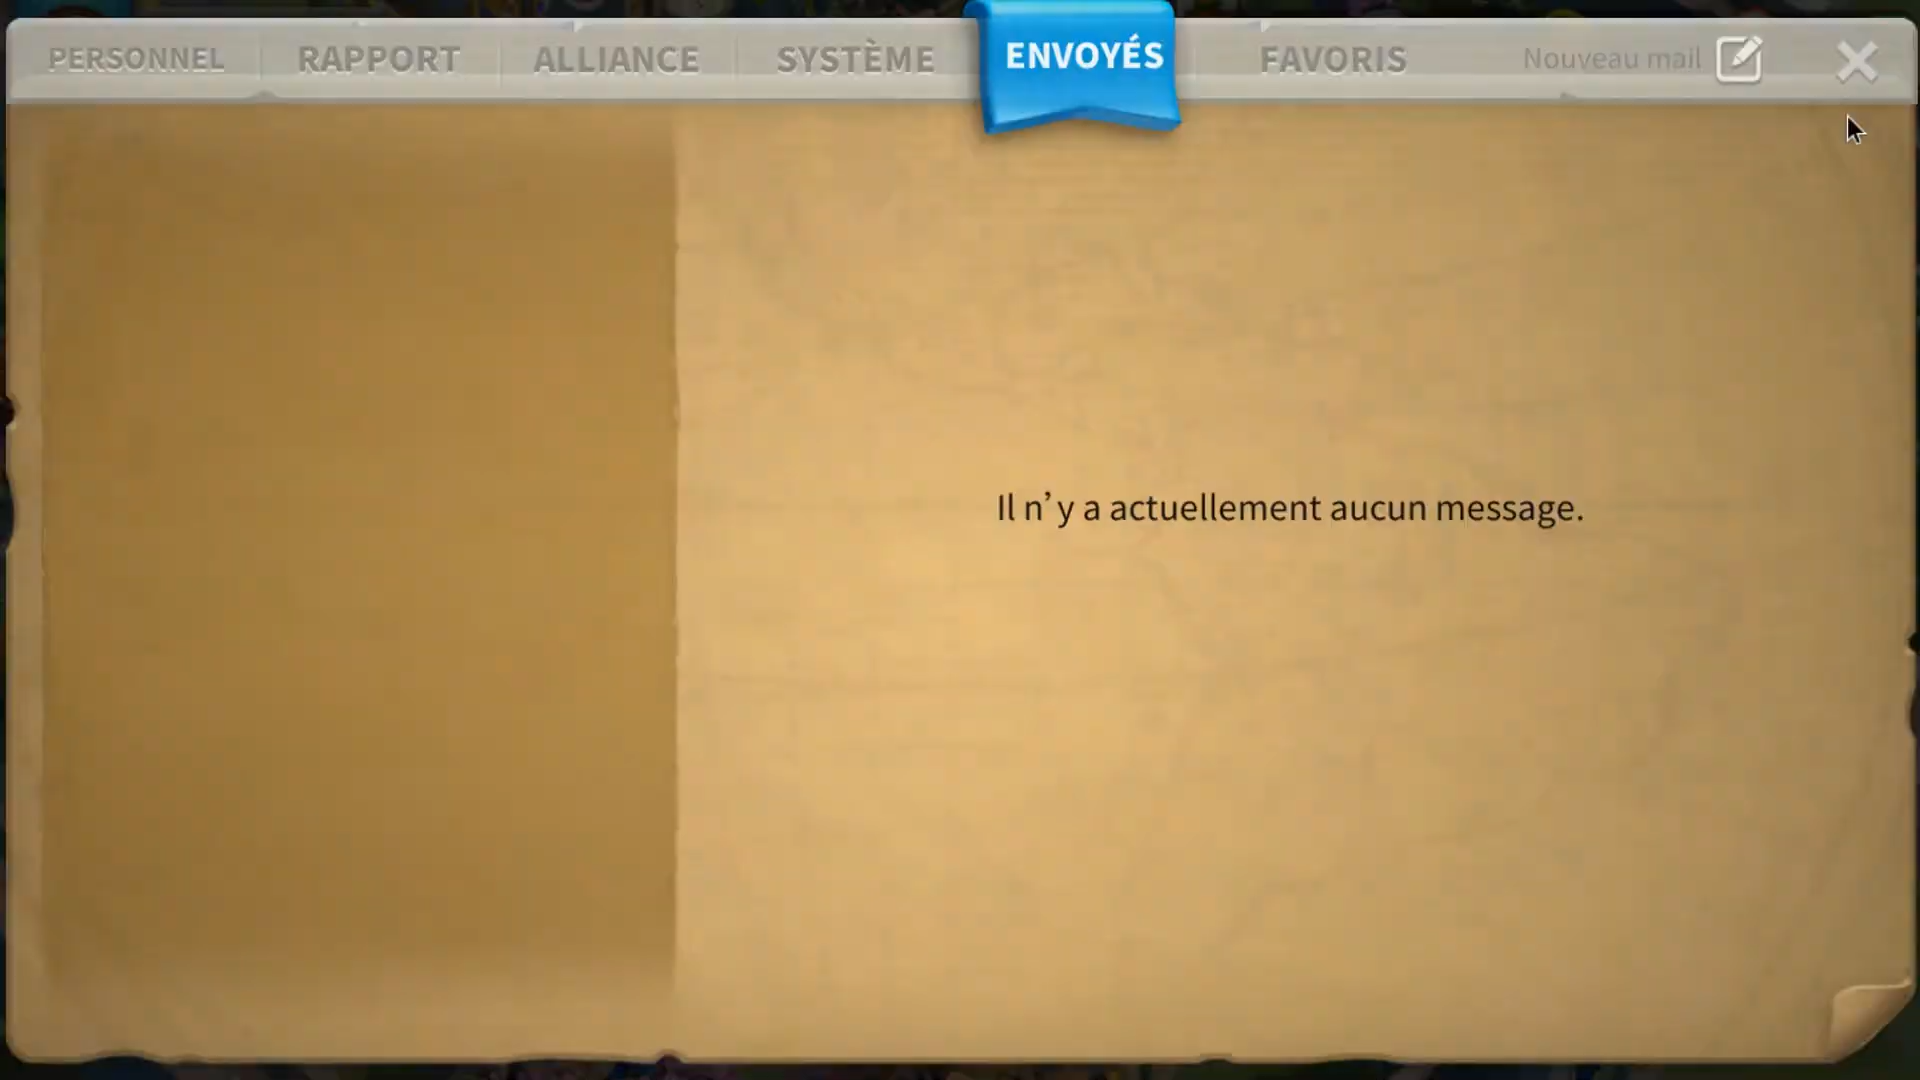 PERSONNEL
RAPPORT
ALLIANCE
SYSTÈME
ENVOYÉS
FAVORIS
Nouveau mail
Il n'y a actuellement aucun message.